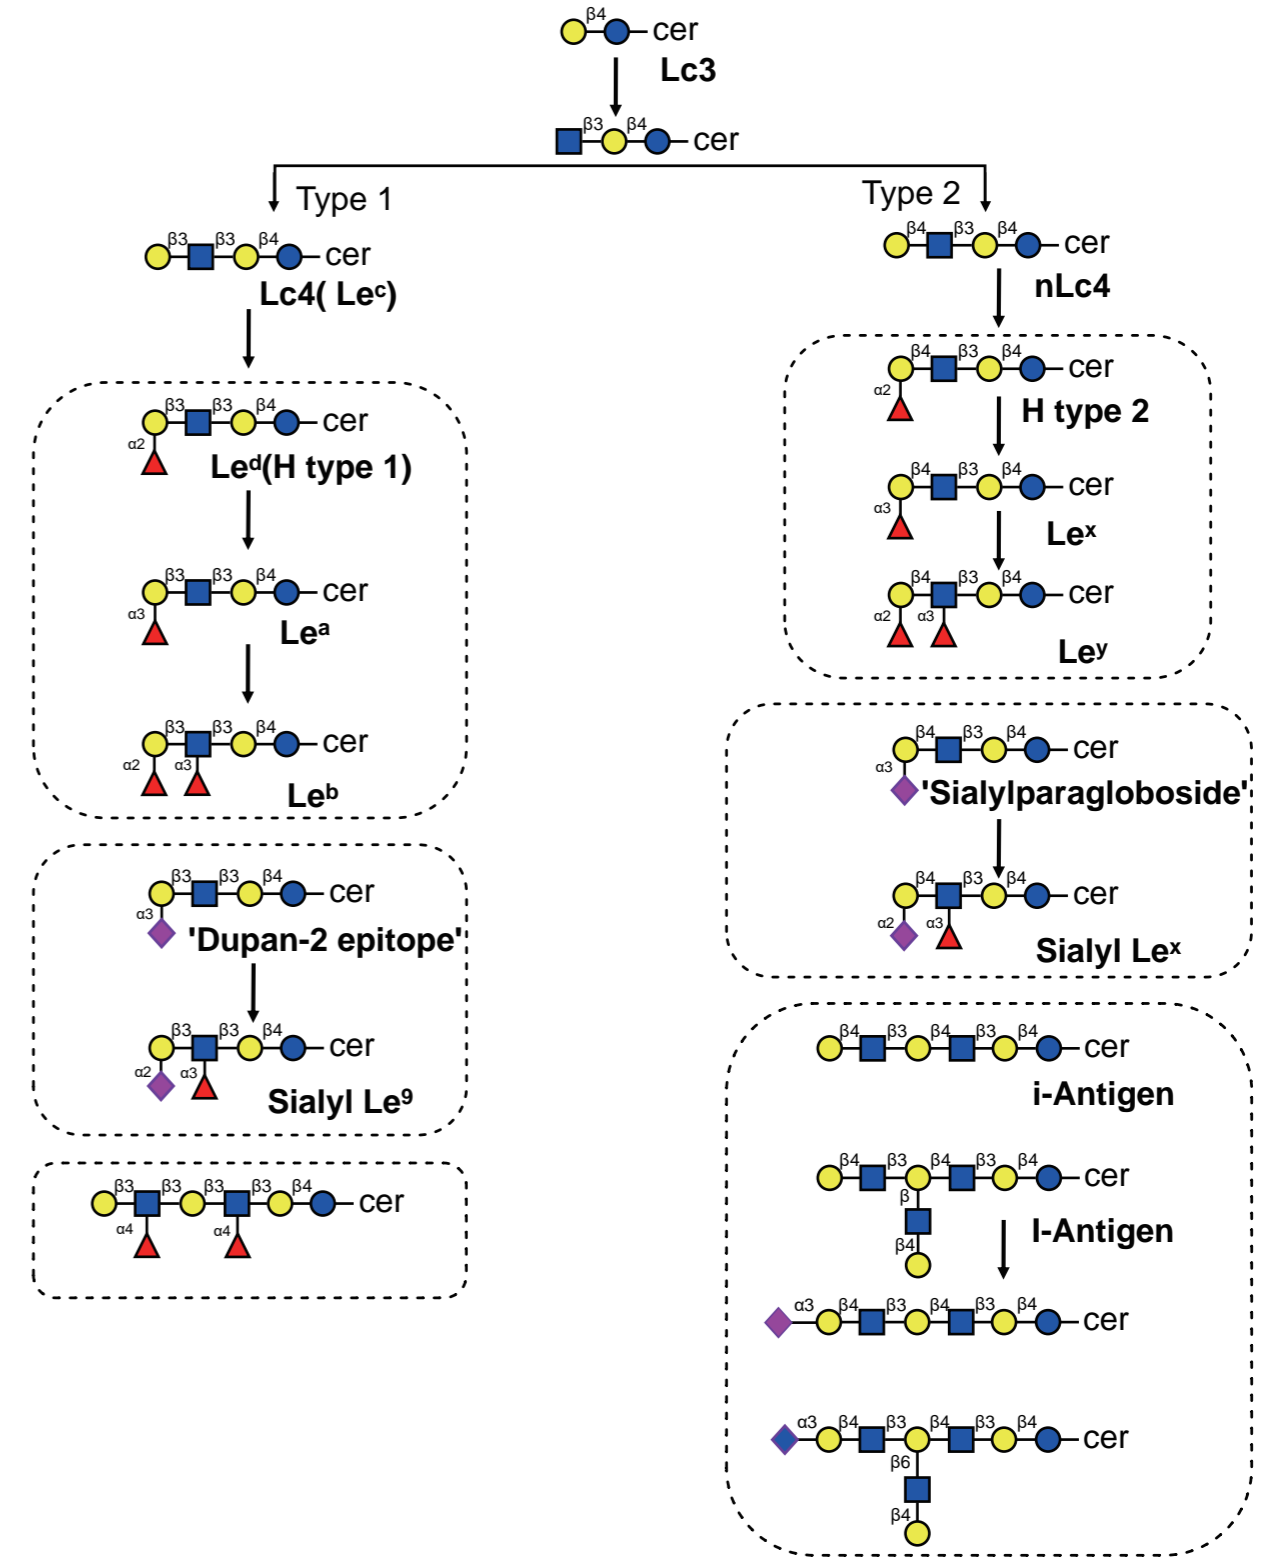 β4
cer
Lc3
β3 β4
cer
Type 1
Type 2
β3 β3 β4
cer
Lc4( Leᶜ)
β4 β3 β4
cer
nLc4
β3 β3 β4
cer
α2
Leᵈ(H type 1)
β3 β3 β4
cer
α3
Leᵃ
β3 β3 β4
cer
α2 α3
Leᵇ
β3 β3 β4
cer
α3
'Dupan-2 epitope'
β3 β3 β4
cer
α2 α3
Sialyl Le⁹
β3 β3 β3 β3 β4
cer
α4 α4
β4 β3 β4
cer
α2
H type 2
β4 β3 β4
cer
α3
Leˣ
β4 β3 β4
cer
α2 α3
Leʸ
β4 β3 β4
cer
α3
'Sialylparagloboside'
β4 β3 β4
cer
α2 α3
Sialyl Leˣ
β4 β3 β4 β3 β4
cer
i-Antigen
β4 β3 β4 β3 β4
cer
β
β4
I-Antigen
α3 β4 β3 β4 β3 β4
cer
α3 β4 β3 β4 β3 β4
cer
β6
β4